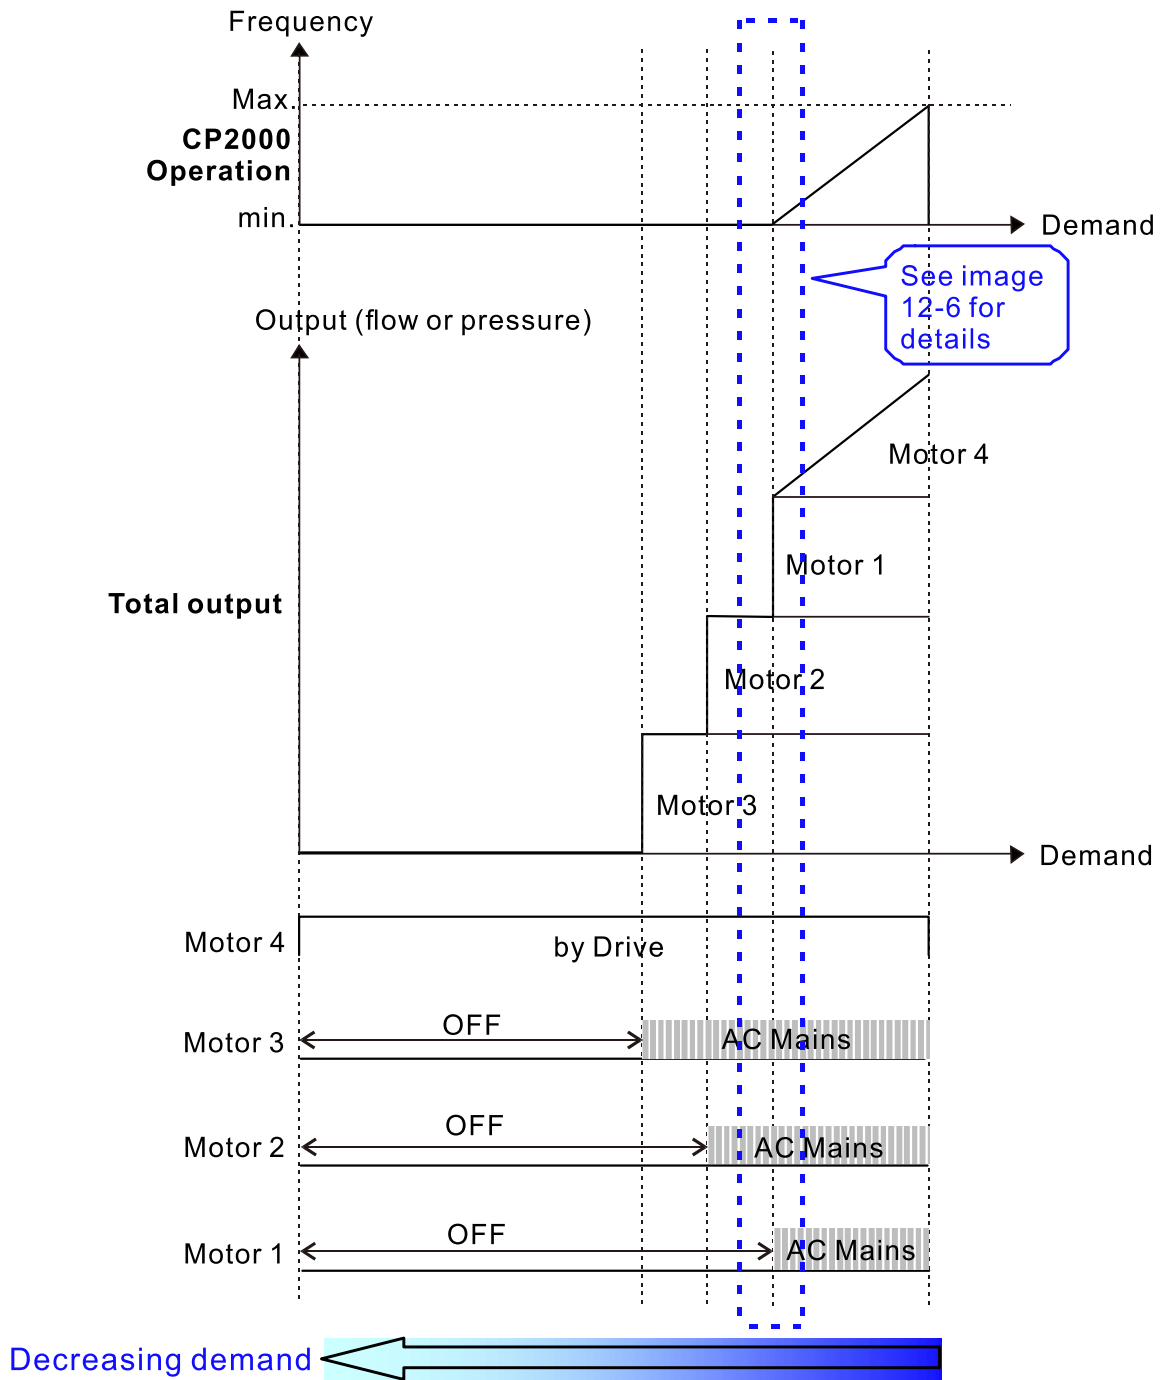 Frequency
Max.
CP2000
Operation
min.
Demand
See image
12-6 for
details
Output (flow or pressure)
Motor 4
Motor 1
Total output
Motor 2
Motor 3
Demand
Motor 4
by Drive
Motor 3
OFF
AC Mains
Motor 2
OFF
AC Mains
Motor 1
OFF
AC Mains
Decreasing demand